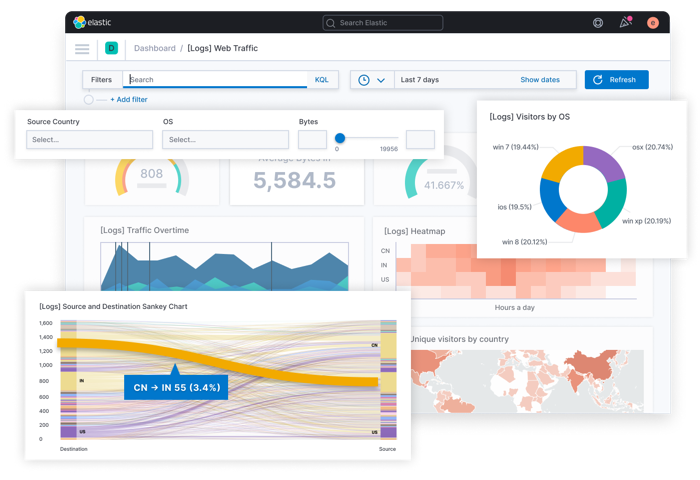 elastic
Search Elastic
e
D
Dashboard / [Logs] Web Traffic
Filters
Search
KQL
Last 7 days
Show dates
Refresh
+ Add filter
Source Country
OS
Bytes
Select...
Select...
0
19956
[Logs] Visitors by OS
win 7 (19.44%)
osx (20.74%)
ios (19.5%)
win xp (20.19%)
win 8 (20.12%)
808
Average Bytes in
5,584.5
41.667%
[Logs] Traffic Overtime
[Logs] Heatmap
CN
IN
US
Hours a day
[Logs] Source and Destination Sankey Chart
1,600
1,400
1,200
1,000
800
600
400
200
0
CN
IN
US
US
CN → IN 55 (3.4%)
Destination
Source
Unique visitors by country